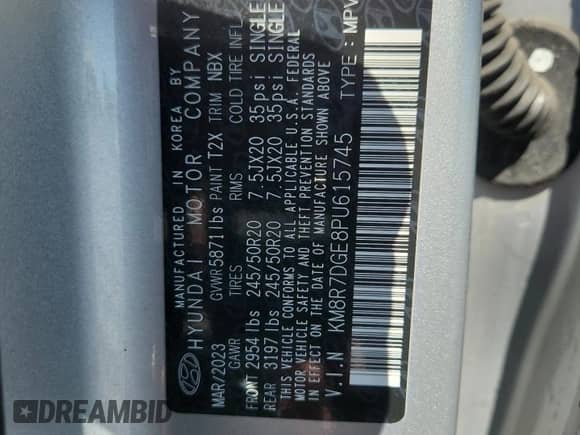 MANUFACTURED IN KOREA BY
HYUNDAI MOTOR COMPANY
MAR/2023 GVWR 5871lbs PAINT T2X TRIM NBX
GAWR TIRES RIMS COLD TIRE INFL
FRONT 2954 lbs 245/50R20 7.5JX20 35psi SINGLE
REAR 3197 lbs 245/50R20 7.5JX20 35psi SINGLE
THIS VEHICLE CONFORMS TO ALL APPLICABLE U.S.A. FEDERAL
MOTOR VEHICLE SAFETY AND THEFT PREVENTION STANDARDS
IN EFFECT ON THE DATE OF MANUFACTURE SHOWN ABOVE
V.I.N KM8R7DGE8PU615745 TYPE: MPV
DREAMBID